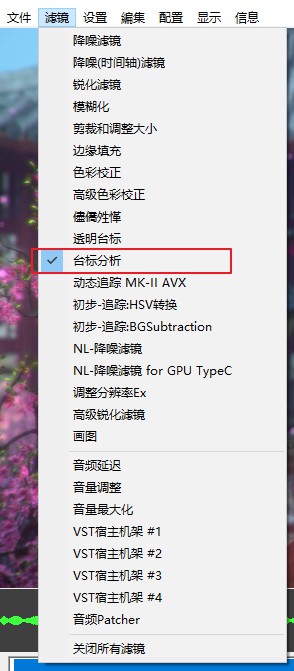 文件 滤镜 设置 编集 配置 显示 信息
降噪滤镜
降噪(时间轴)滤镜
锐化滤镜
模糊化
剪裁和调整大小
边缘填充
色彩校正
高级色彩校正
儘偊姓慬
透明台标
台标分析
动态追踪 MK-II AVX
初步-追踪:HSV转换
初步-追踪:BGSubtraction
NL-降噪滤镜
NL-降噪滤镜 for GPU TypeC
调整分辨率Ex
高级锐化滤镜
画图
音频延迟
音量调整
音量最大化
VST宿主机架 #1
VST宿主机架 #2
VST宿主机架 #3
VST宿主机架 #4
音频Patcher
关闭所有滤镜